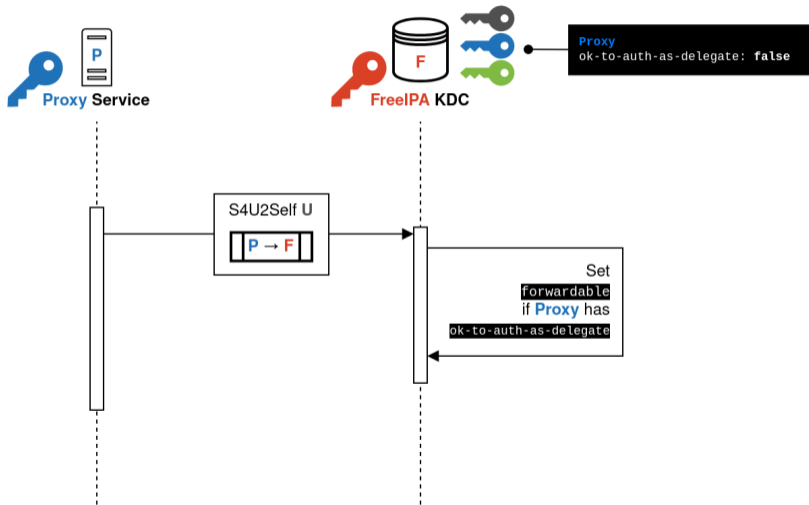 P
Proxy Service
F
FreeIPA KDC
Proxy
ok-to-auth-as-delegate: false
S4U2Self U
P → F
Set
forwardable
if Proxy has
ok-to-auth-as-delegate